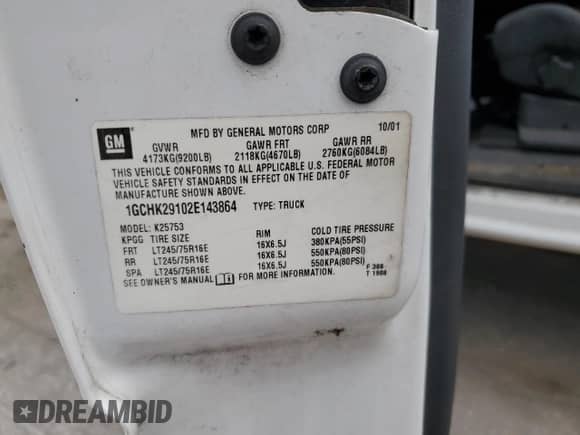 GM
MFD BY GENERAL MOTORS CORP 10/01
GVWR GAWR FRT GAWR RR
4173KG(9200LB) 2118KG(4670LB) 2760KG(6084LB)
THIS VEHICLE CONFORMS TO ALL APPLICABLE U.S. FEDERAL MOTOR
VEHICLE SAFETY STANDARDS IN EFFECT ON THE DATE OF
MANUFACTURE SHOWN ABOVE.
1GCHK29102E143864 TYPE: TRUCK
MODEL: K25753
KPGG TIRE SIZE RIM COLD TIRE PRESSURE
FRT LT245/75R16E 16X6.5J 380KPA(55PSI)
RR LT245/75R16E 16X6.5J 550KPA(80PSI)
SPA LT245/75R16E 16X6.5J 550KPA(80PSI)
SEE OWNER'S MANUAL FOR MORE INFORMATION.
F 366
T 1986
DREAMBID